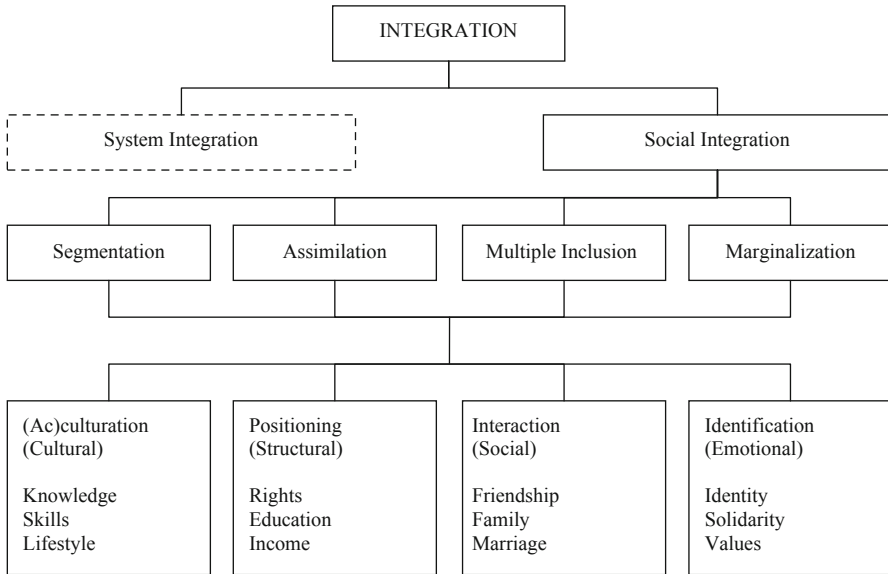 INTEGRATION
System Integration
Social Integration
Segmentation
Assimilation
Multiple Inclusion
Marginalization
(Ac)culturation
(Cultural)
Knowledge
Skills
Lifestyle
Positioning
(Structural)
Rights
Education
Income
Interaction
(Social)
Friendship
Family
Marriage
Identification
(Emotional)
Identity
Solidarity
Values